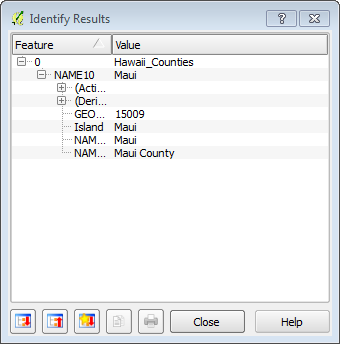 Identify Results
Feature Value
0 Hawaii_Counties
NAME10 Maui
(Acti...
(Deri...
GEO... 15009
Island Maui
NAM... Maui
NAM... Maui County
Close Help